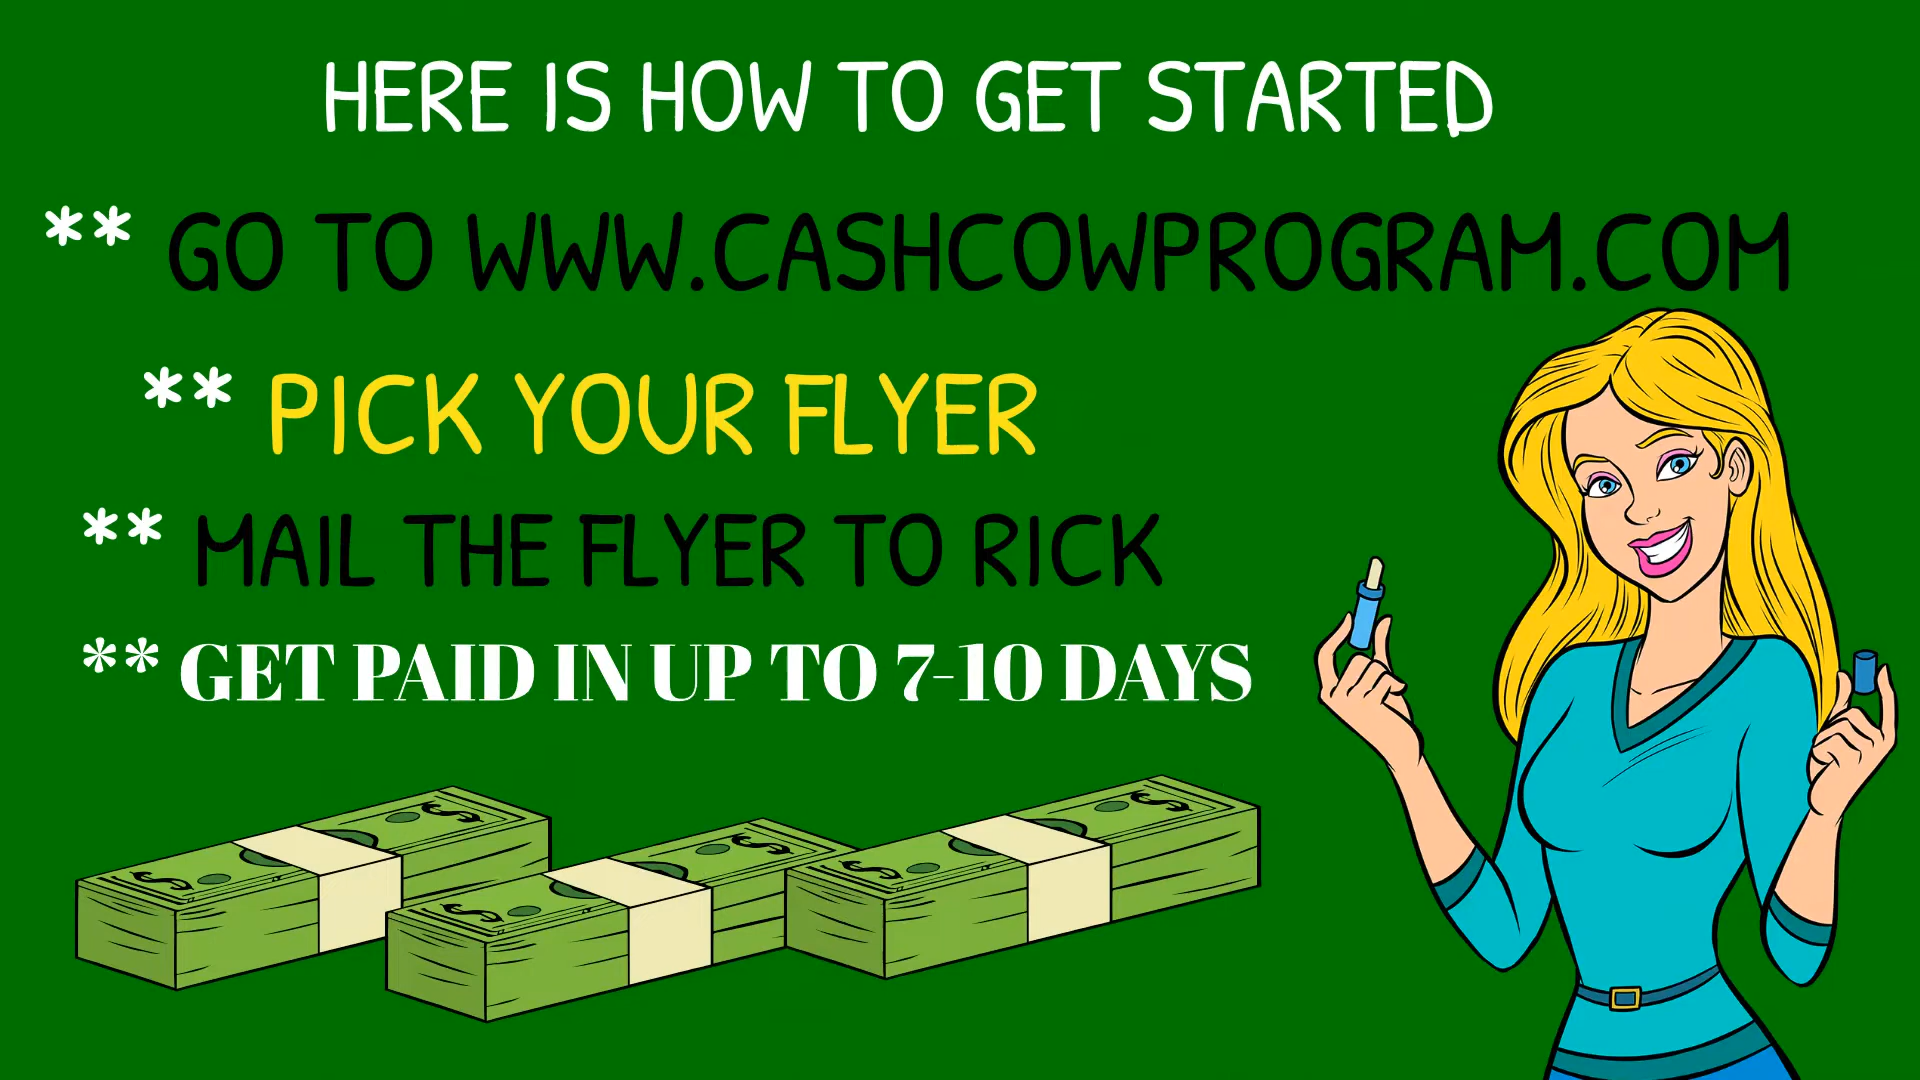 HERE IS HOW TO GET STARTED
** GO TO WWW.CASHCOWPROGRAM.COM
** PICK YOUR FLYER
** MAIL THE FLYER TO RICK
** GET PAID IN UP TO 7-10 DAYS